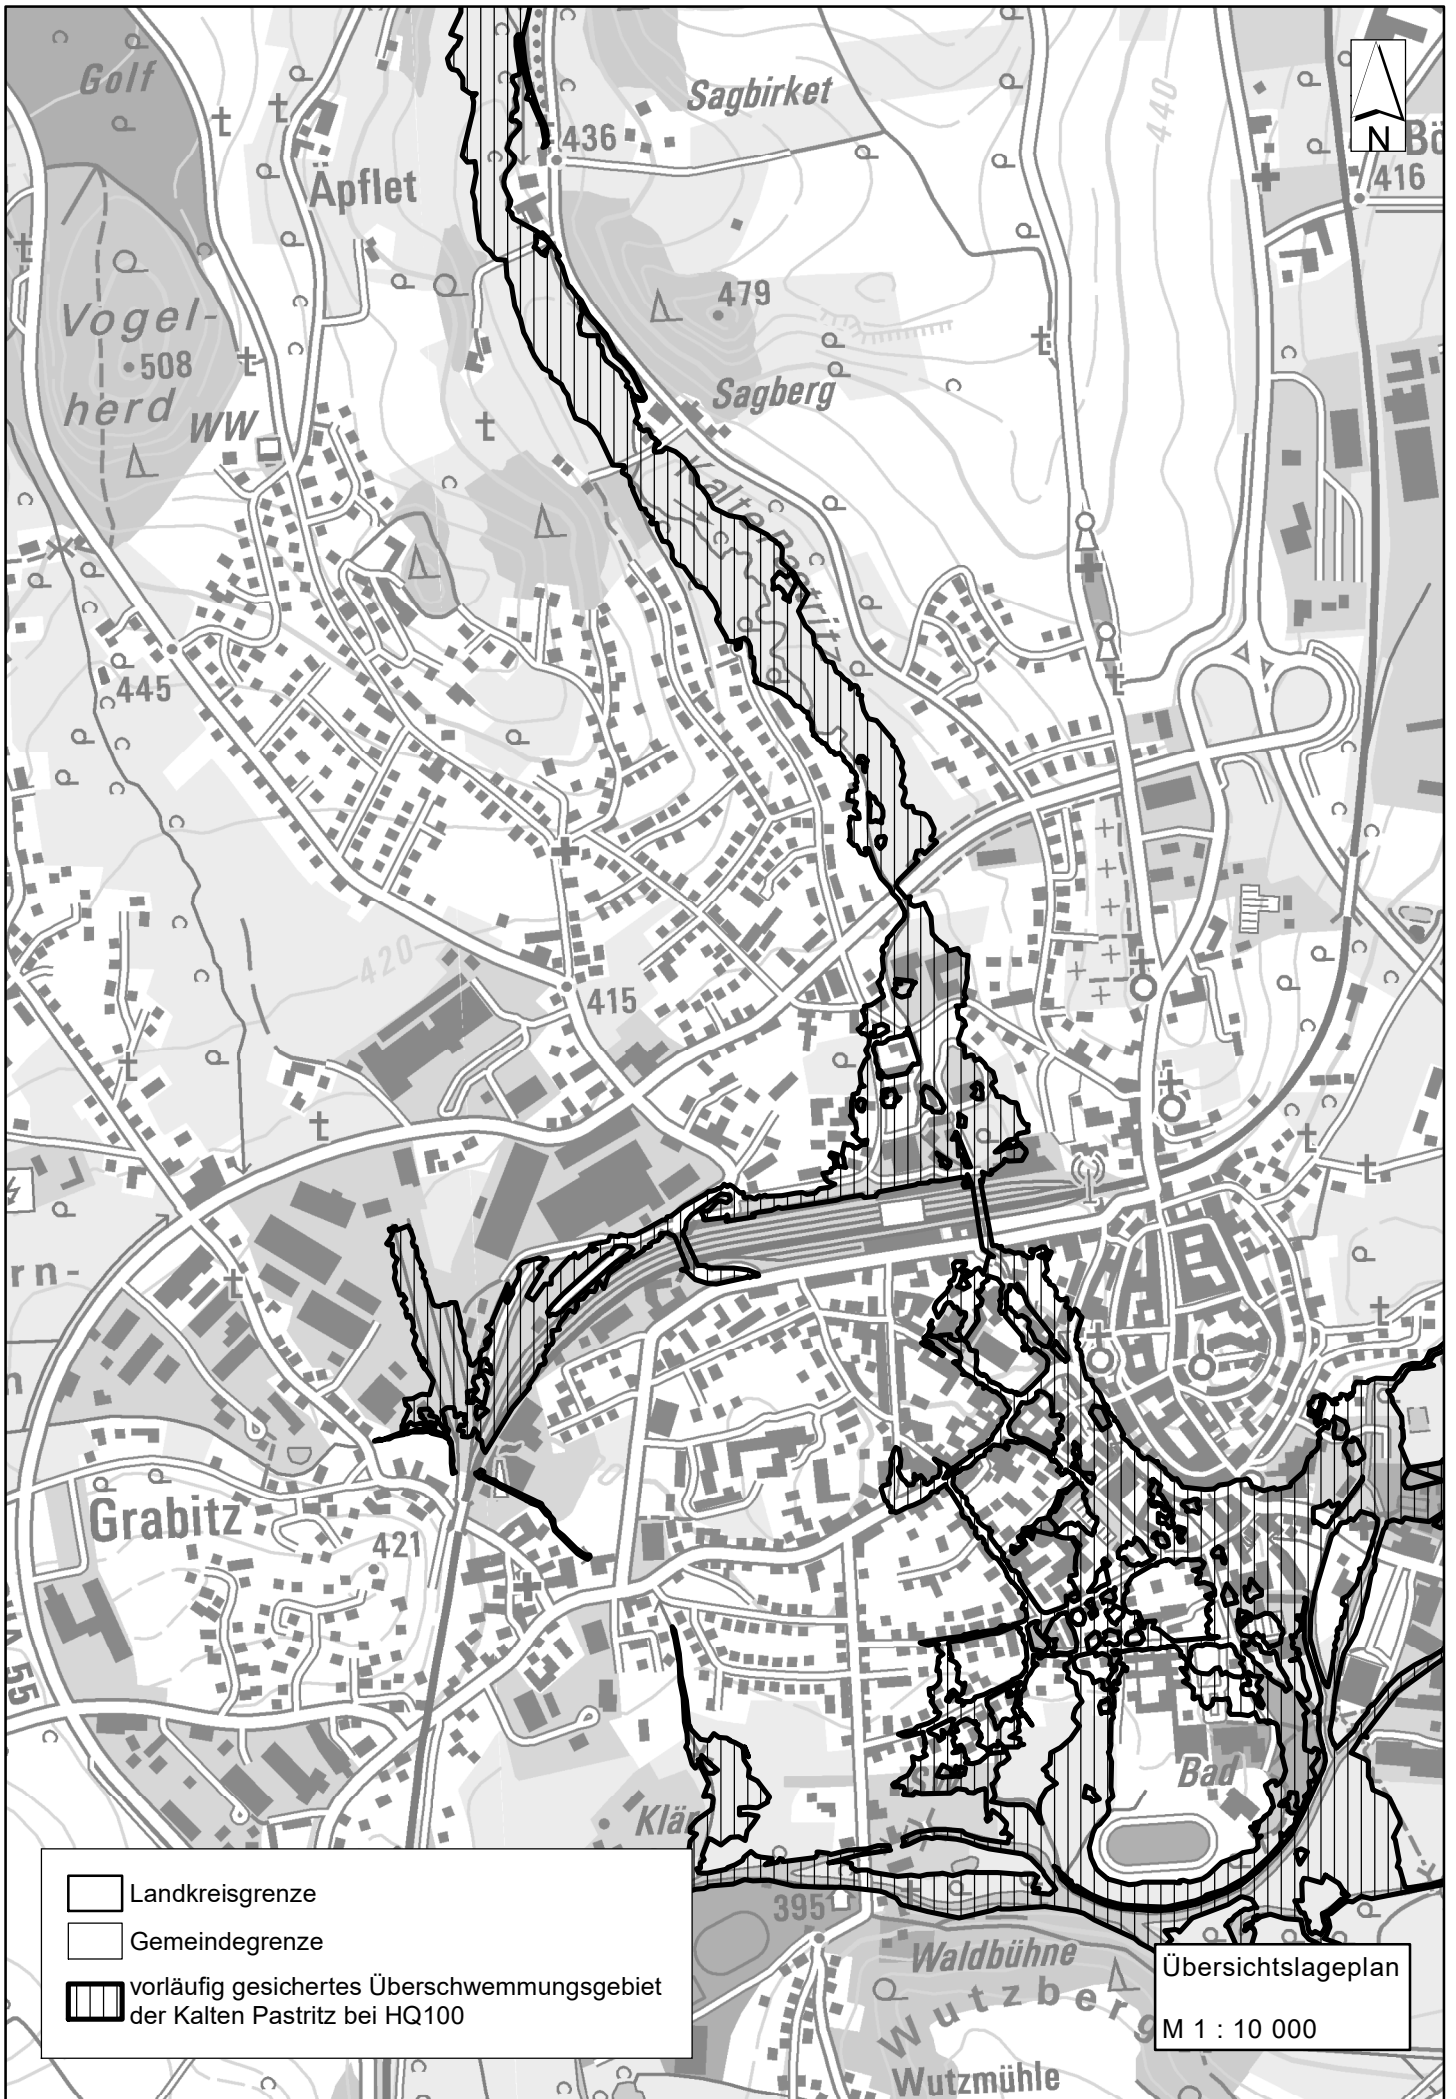 Golf
Sagbirket
440
N
436
Bö
416
Äpflet
Vogel-
508
herd
WW
479
Sagberg
Kalte Pastritz
445
420
415
rn-
Grabitz
421
Bad
Klär
395
Waldbühne
Wutzberg
Wutzmühle
Landkreisgrenze
Gemeindegrenze
vorläufig gesichertes Überschwemmungsgebiet
der Kalten Pastritz bei HQ100
Übersichtslageplan
M 1 : 10 000